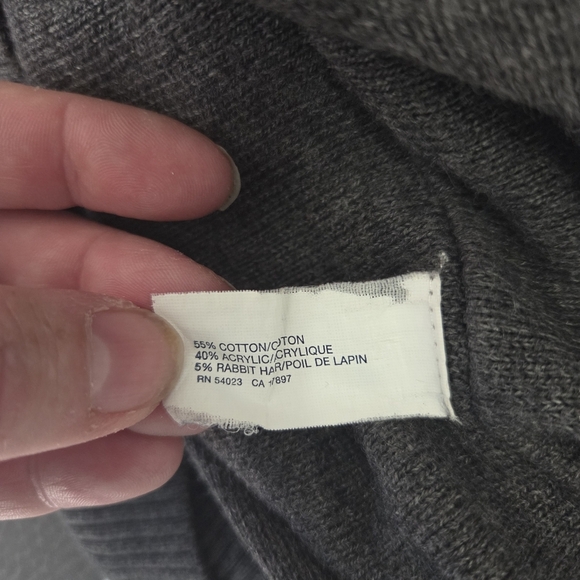 55% COTTON/COTON
40% ACRYLIC/ACRYLIQUE
5% RABBIT HAIR/POIL DE LAPIN
RN 54023 CA